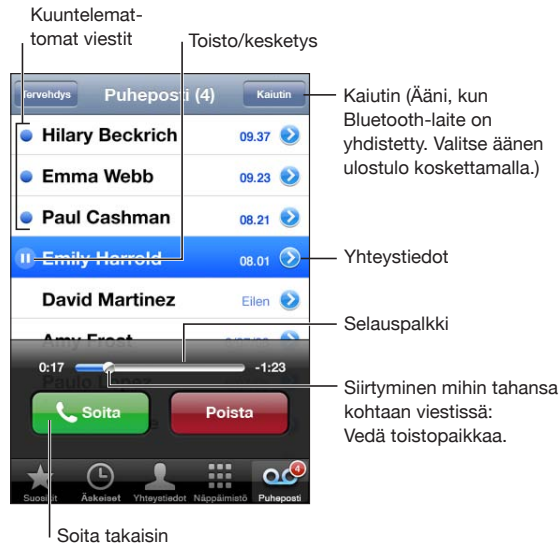 Kuuntelemat-
tomat viestit
Toisto/kesketys
Tervehdys
Puheposti (4)
Kaiutin
Kaiutin (Ääni, kun
Bluetooth-laite on
yhdistetty. Valitse äänen
ulostulo koskettamalla.)
Hilary Beckrich 09.37
Emma Webb 09.23
Paul Cashman 08.21
Emily Harrold 08.01
Yhteystiedot
David Martinez Eilen
Selauspalkki
Amy Frost
0:17 -1:23
Paulo Lopez
Siirtyminen mihin tahansa
kohtaan viestissä:
Vedä toistopaikkaa.
Soita Poista
4
Suosikit Äskeiset Yhteystiedot Näppäimistö Puheposti
Soita takaisin